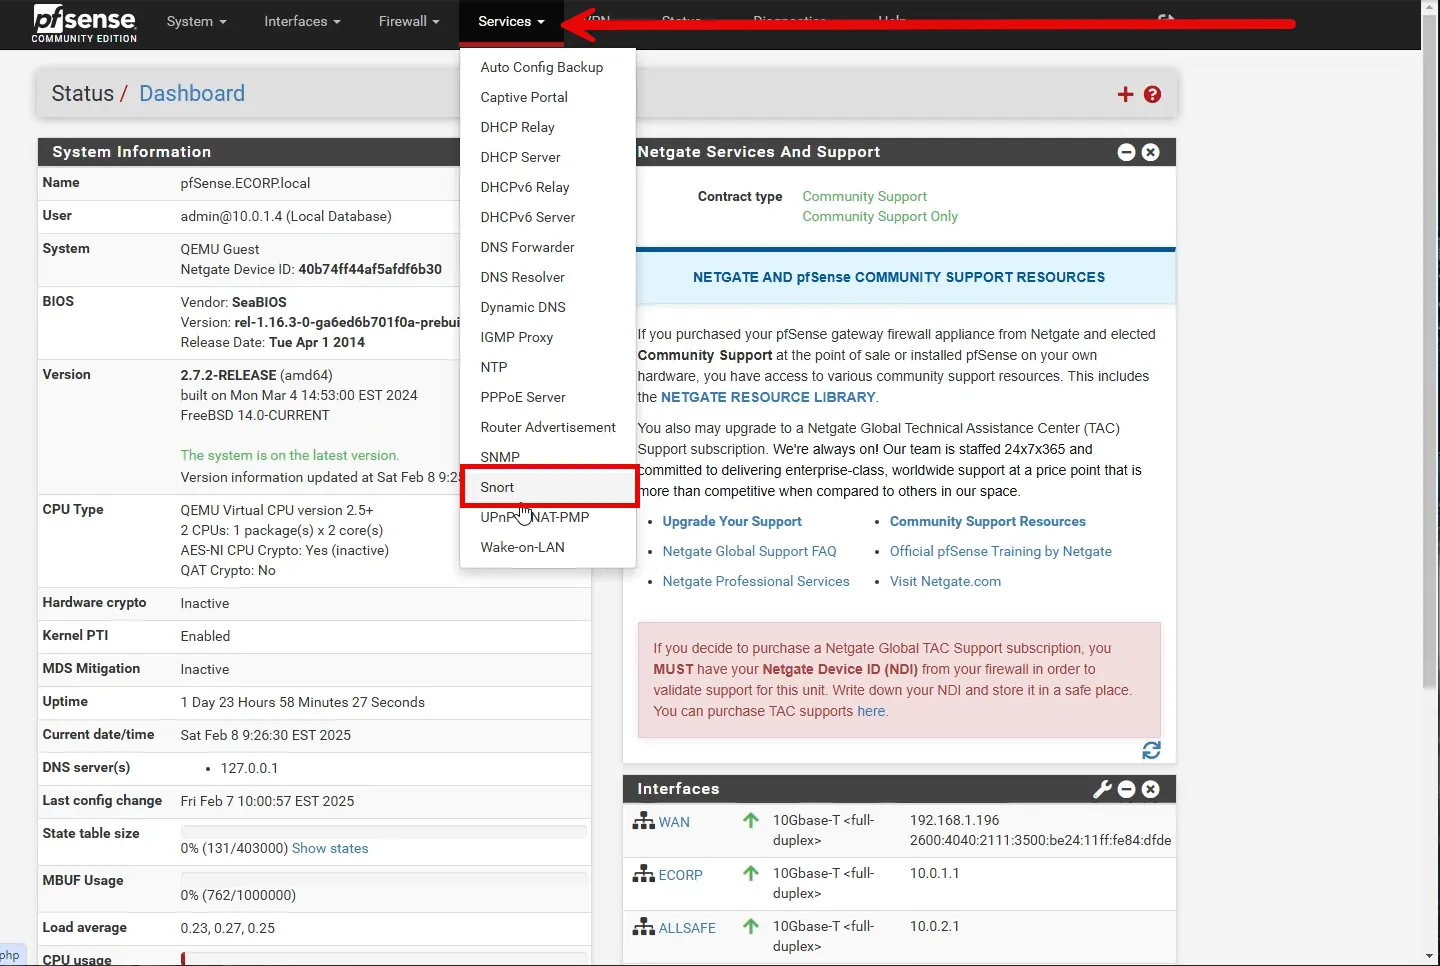 pfsense
COMMUNITY EDITION
System
Interfaces
Firewall
Services
Status / Dashboard
Auto Config Backup
Captive Portal
DHCP Relay
DHCP Server
DHCPv6 Relay
DHCPv6 Server
DNS Forwarder
DNS Resolver
Dynamic DNS
IGMP Proxy
NTP
PPPoE Server
Router Advertisement
SNMP
Snort
UPnP NAT-PMP
Wake-on-LAN
System Information
Name pfSense.ECORP.local
User admin@10.0.1.4 (Local Database)
System QEMU Guest
Netgate Device ID: 40b74ff44af5afdf6b30
BIOS Vendor: SeaBIOS
Version: rel-1.16.3-0-ga6ed6b701f0a-prebui
Release Date: Tue Apr 1 2014
Version 2.7.2-RELEASE (amd64)
built on Mon Mar 4 14:53:00 EST 2024
FreeBSD 14.0-CURRENT
The system is on the latest version.
Version information updated at Sat Feb 8 9:25
CPU Type QEMU Virtual CPU version 2.5+
2 CPUs: 1 package(s) x 2 core(s)
AES-NI CPU Crypto: Yes (inactive)
QAT Crypto: No
Hardware crypto Inactive
Kernel PTI Enabled
MDS Mitigation Inactive
Uptime 1 Day 23 Hours 58 Minutes 27 Seconds
Current date/time Sat Feb 8 9:26:30 EST 2025
DNS server(s) • 127.0.0.1
Last config change Fri Feb 7 10:00:57 EST 2025
State table size
0% (131/403000) Show states
MBUF Usage
0% (762/1000000)
Load average 0.23, 0.27, 0.25
CPU usage
php
Netgate Services And Support
Contract type Community Support
Community Support Only
NETGATE AND pfSense COMMUNITY SUPPORT RESOURCES
If you purchased your pfSense gateway firewall appliance from Netgate and elected
Community Support at the point of sale or installed pfSense on your own
hardware, you have access to various community support resources. This includes
the NETGATE RESOURCE LIBRARY.
You also may upgrade to a Netgate Global Technical Assistance Center (TAC)
Support subscription. We're always on! Our team is staffed 24x7x365 and
committed to delivering enterprise-class, worldwide support at a price point that is
more than competitive when compared to others in our space.
• Upgrade Your Support • Community Support Resources
• Netgate Global Support FAQ • Official pfSense Training by Netgate
• Netgate Professional Services • Visit Netgate.com
If you decide to purchase a Netgate Global TAC Support subscription, you
MUST have your Netgate Device ID (NDI) from your firewall in order to
validate support for this unit. Write down your NDI and store it in a safe place.
You can purchase TAC supports here.
Interfaces
WAN 10Gbase-T <full-duplex> 192.168.1.196
2600:4040:2111:3500:be24:11ff:fe84:dfde
ECORP 10Gbase-T <full-duplex> 10.0.1.1
ALLSAFE 10Gbase-T <full-duplex> 10.0.2.1